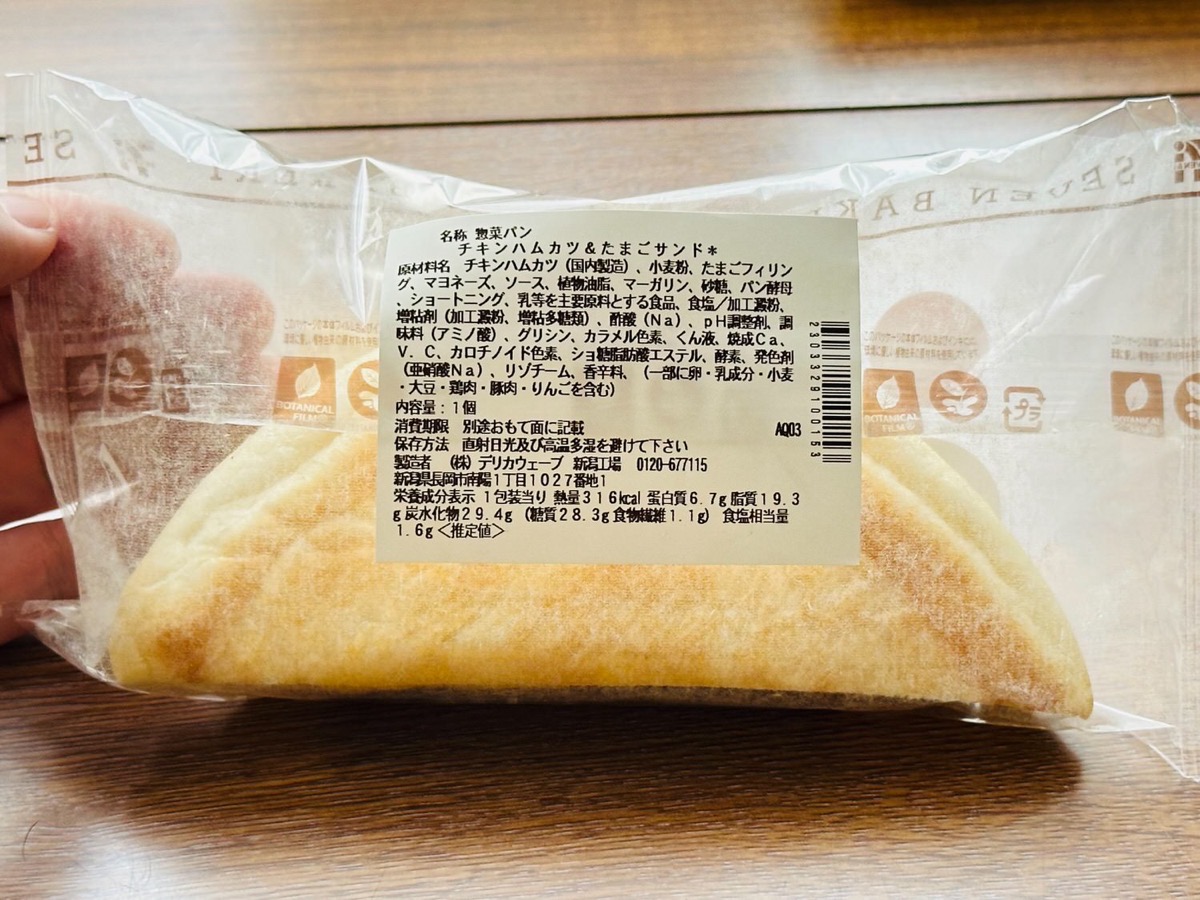 SEVEN BAK
名称 惣菜パン
チキンハムカツ&たまごサンド*
原材料名 チキンハムカツ(国内製造)、小麦粉、たまごフィリン
グ、マヨネーズ、ソース、植物油脂、マーガリン、砂糖、パン酵母
、ショートニング、乳等を主要原料とする食品、食塩/加工澱粉、
増粘剤(加工澱粉、増粘多糖類)、酢酸(Na)、pH調整剤、調
味料(アミノ酸)、グリシン、カラメル色素、くん液、焼成Ca、
V.C、カロチノイド色素、ショ糖脂肪酸エステル、酵素、発色剤
(亜硝酸Na)、リゾチーム、香辛料、(一部に卵・乳成分・小麦
・大豆・鶏肉・豚肉・りんごを含む)
内容量:1個
消費期限 別途おもて面に記載 AQ03
保存方法 直射日光及び高温多湿を避けて下さい
製造者 (株)デリカウェーブ 新潟工場 0120-677115
新潟県長岡市南陽1丁目1027番地1
栄養成分表示 1包装当り 熱量316kcal 蛋白質6.7g 脂質19.3
g 炭水化物29.4g (糖質28.3g 食物繊維1.1g) 食塩相当量
1.6g<推定値>
2303329100153
BOTANICAL
FILM
BOTANICAL
FILM
プラ